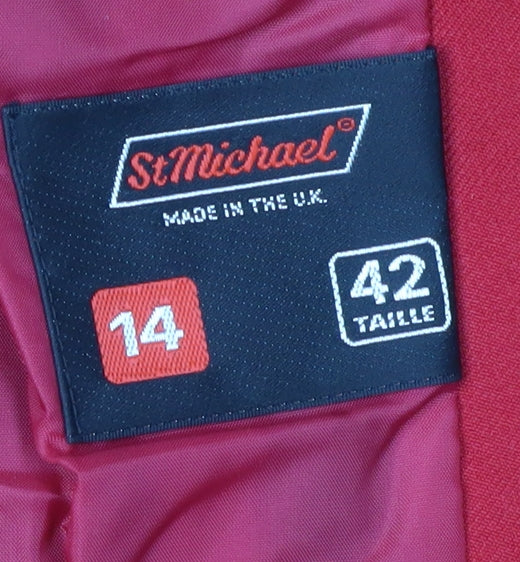 StMichael®
MADE IN THE U.K.
14
42
TAILLE